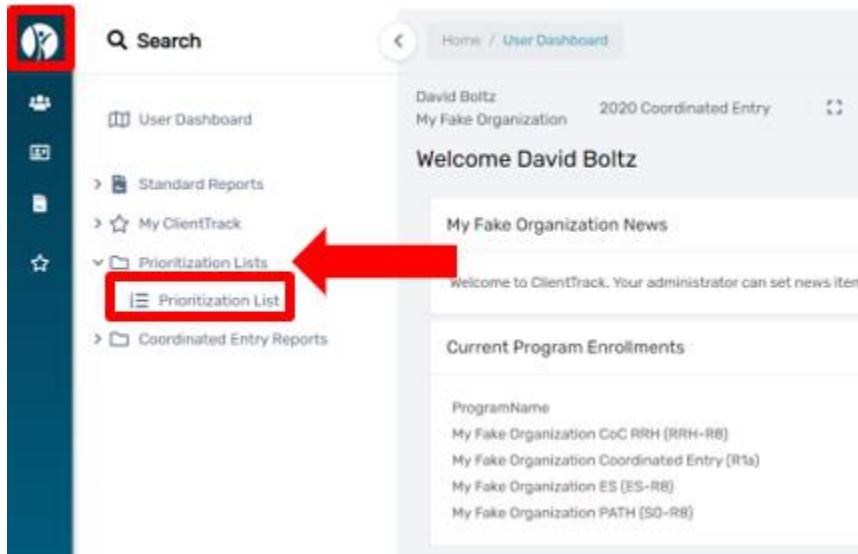 Search
Home / User Dashboard
User Dashboard
Standard Reports
My ClientTrack
Prioritization Lists
Prioritization List
Coordinated Entry Reports
David Boltz
My Fake Organization
2020 Coordinated Entry
Welcome David Boltz
My Fake Organization News
Welcome to ClientTrack. Your administrator can set news item
Current Program Enrollments
ProgramName
My Fake Organization CoC RRH (RRH-R8)
My Fake Organization Coordinated Entry (R1a)
My Fake Organization ES (ES-R8)
My Fake Organization PATH (SO-R8)